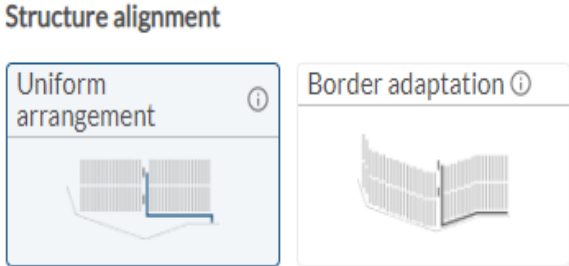 Structure alignment
Uniform
arrangement
Border adaptation